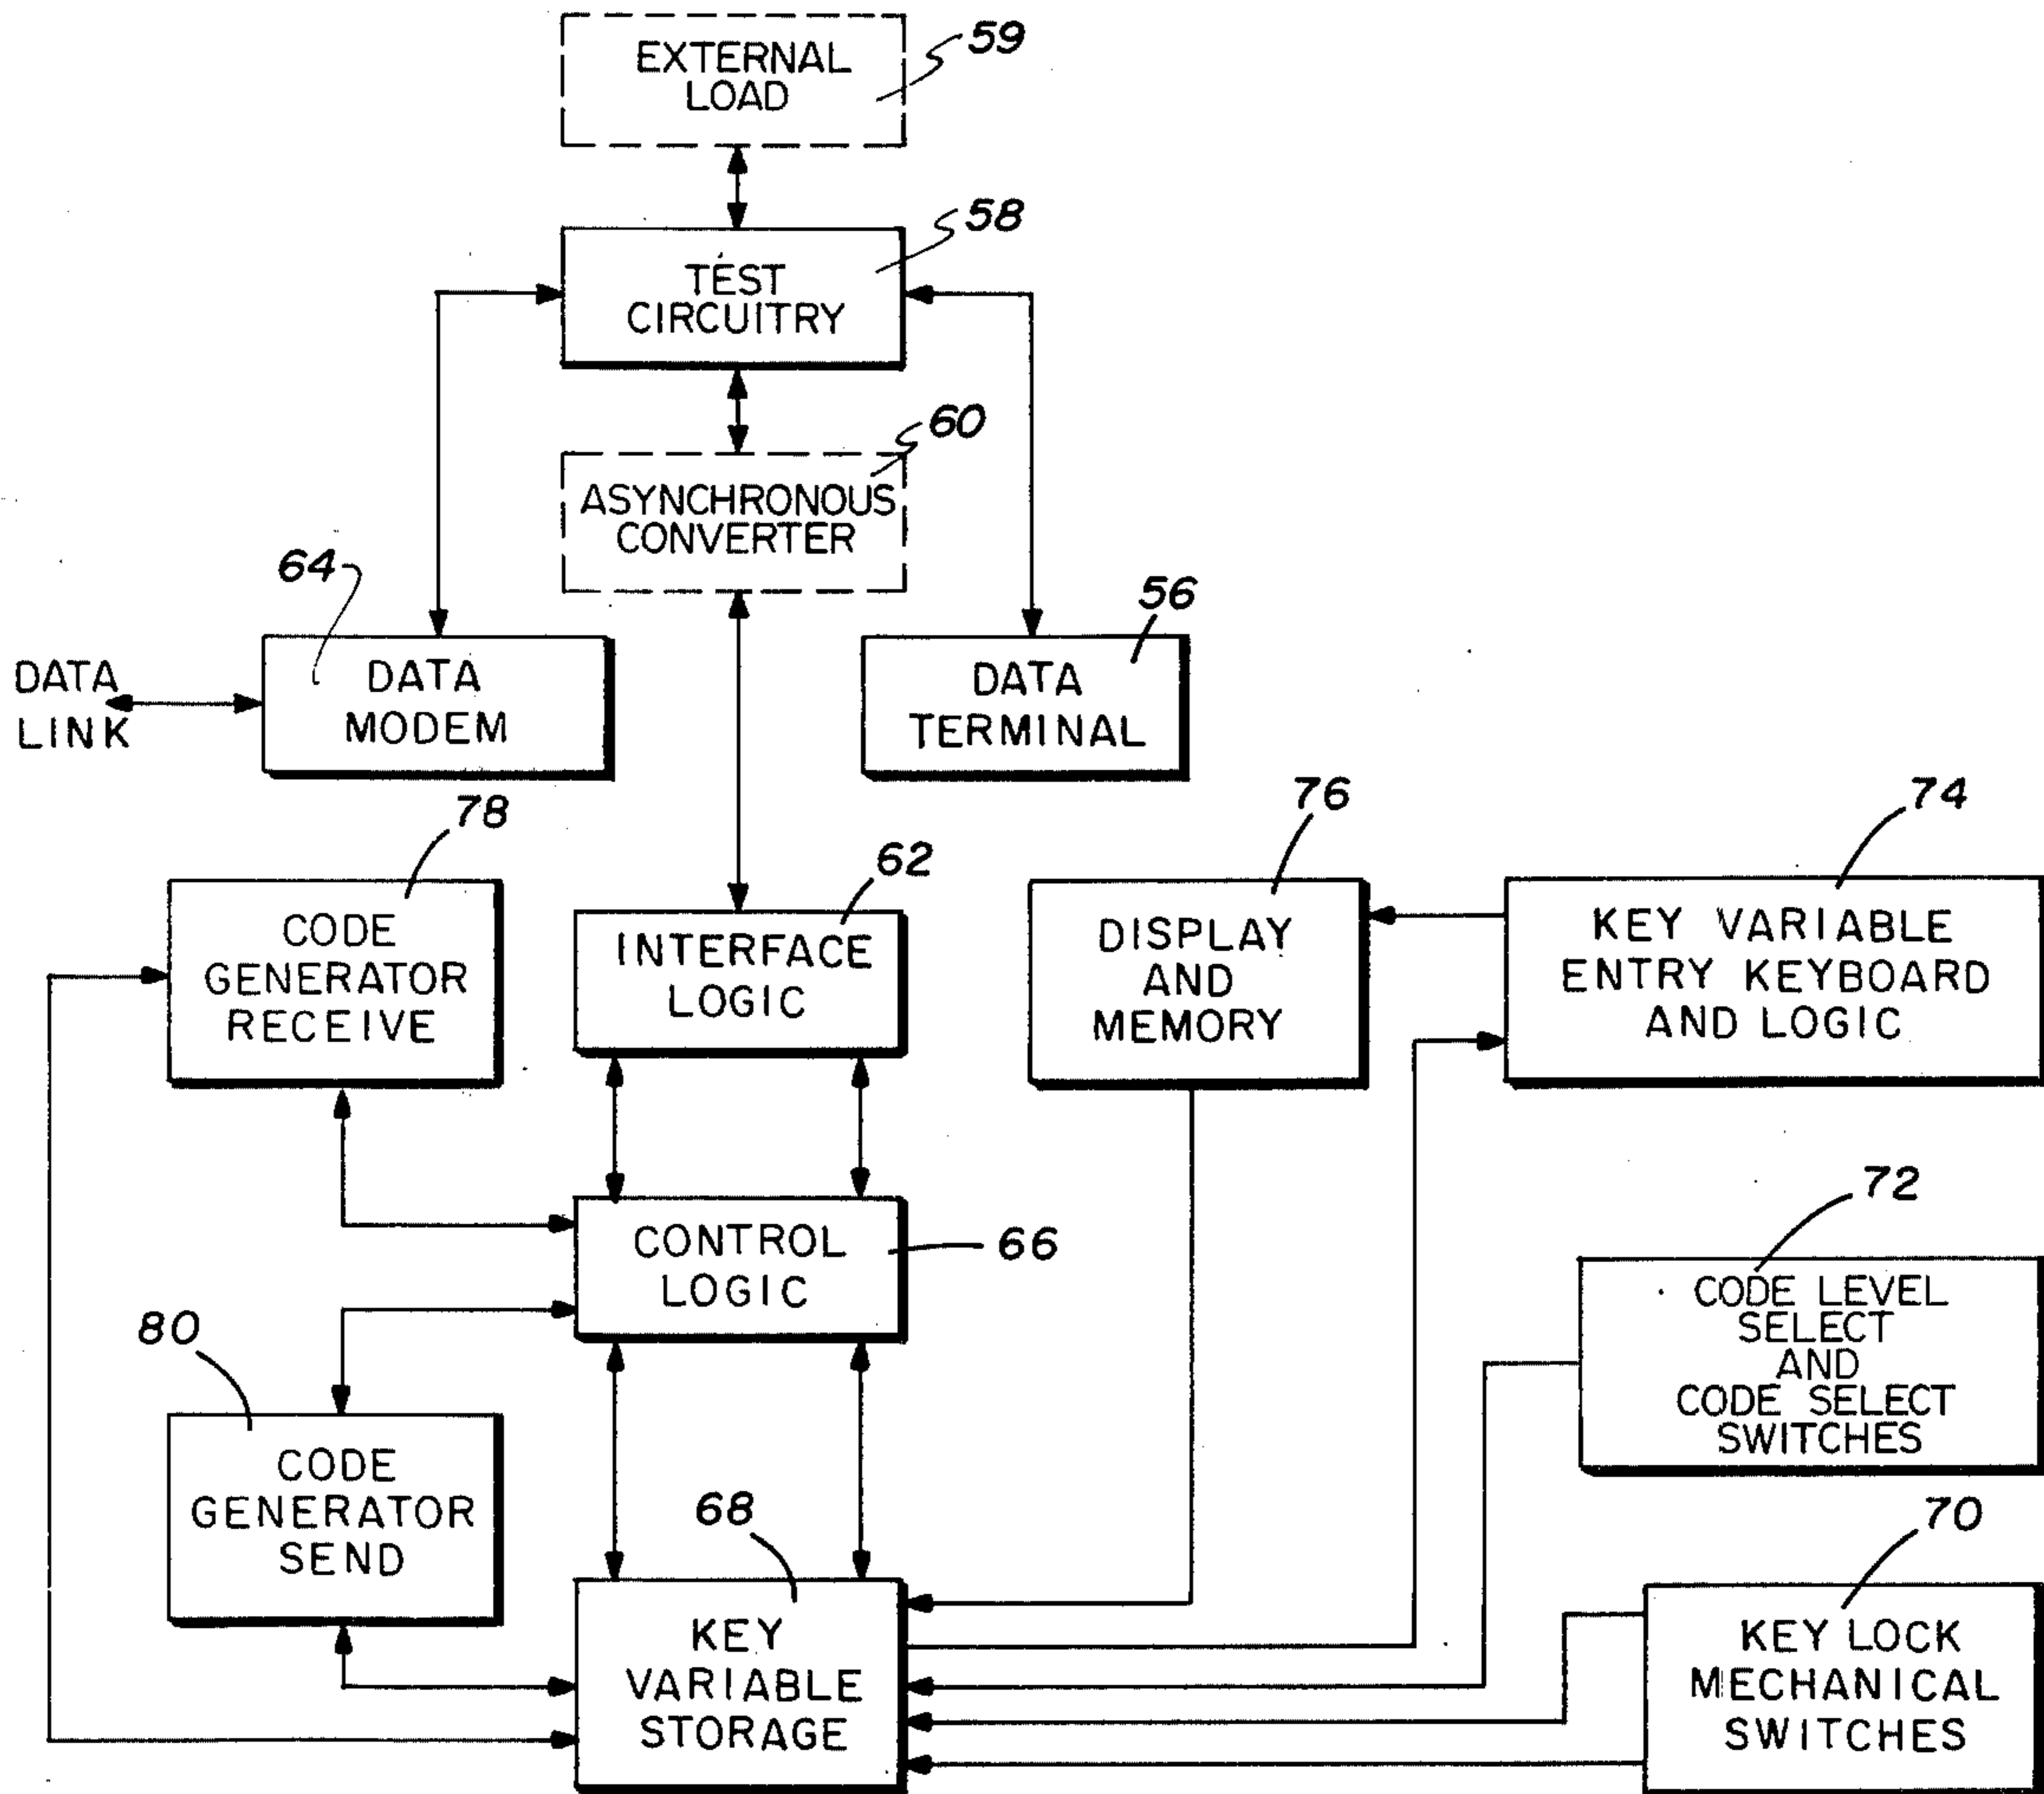 EXTERNAL
LOAD
59
TEST
CIRCUITRY
58
ASYNCHRONOUS
CONVERTER
60
DATA
LINK
DATA
MODEM
64
DATA
TERMINAL
56
CODE
GENERATOR
RECEIVE
78
INTERFACE
LOGIC
62
DISPLAY
AND
MEMORY
76
KEY VARIABLE
ENTRY KEYBOARD
AND LOGIC
74
CONTROL
LOGIC
66
CODE LEVEL
SELECT
AND
CODE SELECT
SWITCHES
72
CODE
GENERATOR
SEND
80
KEY
VARIABLE
STORAGE
68
KEY LOCK
MECHANICAL
SWITCHES
70